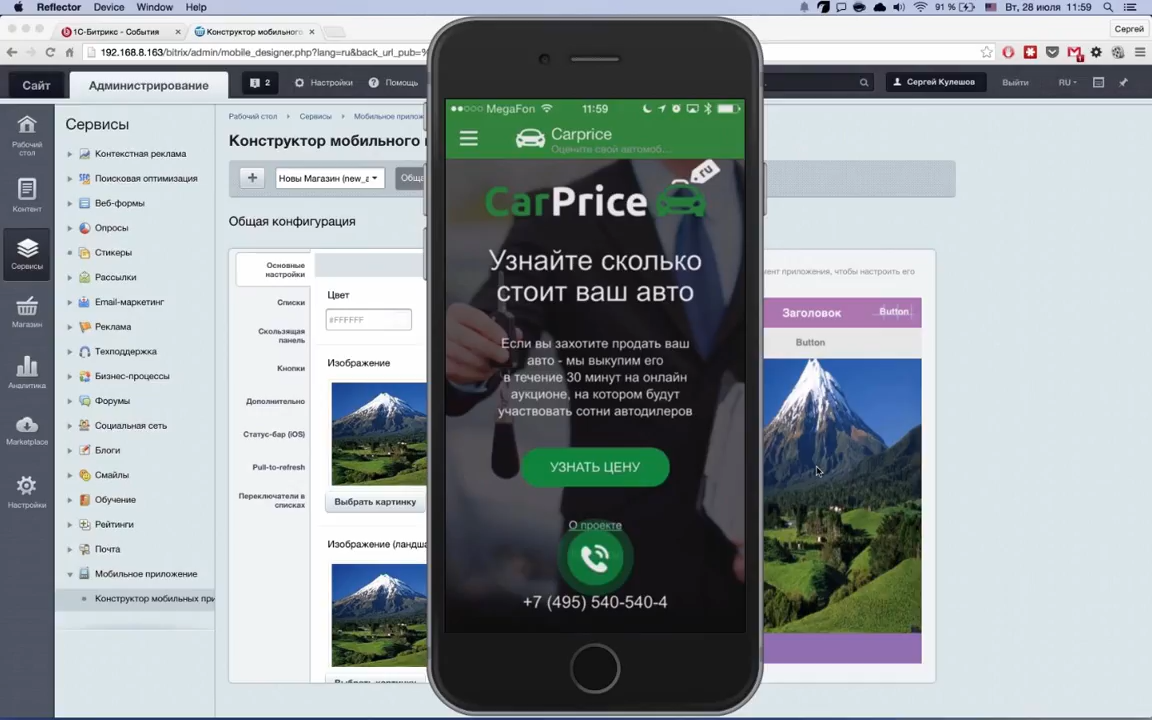 Reflector Device Window Help
91 % Вт, 28 июля 11:59
1С-Битрикс - События
Конструктор мобильного
Сергей
192.168.8.163/bitrix/admin/mobile_designer.php?lang=ru&back_url_pub=%
Сайт
Администрирование
2
Настройки
Помощь
Сергей Кулешов
Выйти
RU
Рабочий стол
Контент
Сервисы
Магазин
Аналитика
Marketplace
Настройки
Сервисы
Контекстная реклама
Поисковая оптимизация
Веб-формы
Опросы
Стикеры
Рассылки
Email-маркетинг
Реклама
Техподдержка
Бизнес-процессы
Форумы
Социальная сеть
Блоги
Смайлы
Обучение
Рейтинги
Почта
Мобильное приложение
Конструктор мобильных при
Рабочий стол Сервисы Мобильное прилож
Конструктор мобильного
Новы Магазин (new_
Обща
Общая конфигурация
Основные
настройки
Списки
Скользящая
панель
Кнопки
Дополнительно
Статус-бар (iOS)
Pull-to-refresh
Переключатели в
списках
Цвет
#FFFFFF
Изображение
Выбрать картинку
Изображение (ландша
Выбрать картинку
MegaFon 11:59
Carprice
Оцените свой автомоб...
CarPrice
ru
Узнайте сколько
стоит ваш авто
Если вы захотите продать ваш
авто - мы выкупим его
в течение 30 минут на онлайн
аукционе, на котором будут
участвовать сотни автодилеров
УЗНАТЬ ЦЕНУ
О проекте
+7 (495) 540-540-4
мент приложения, чтобы настроить его
Заголовок
Button
Button